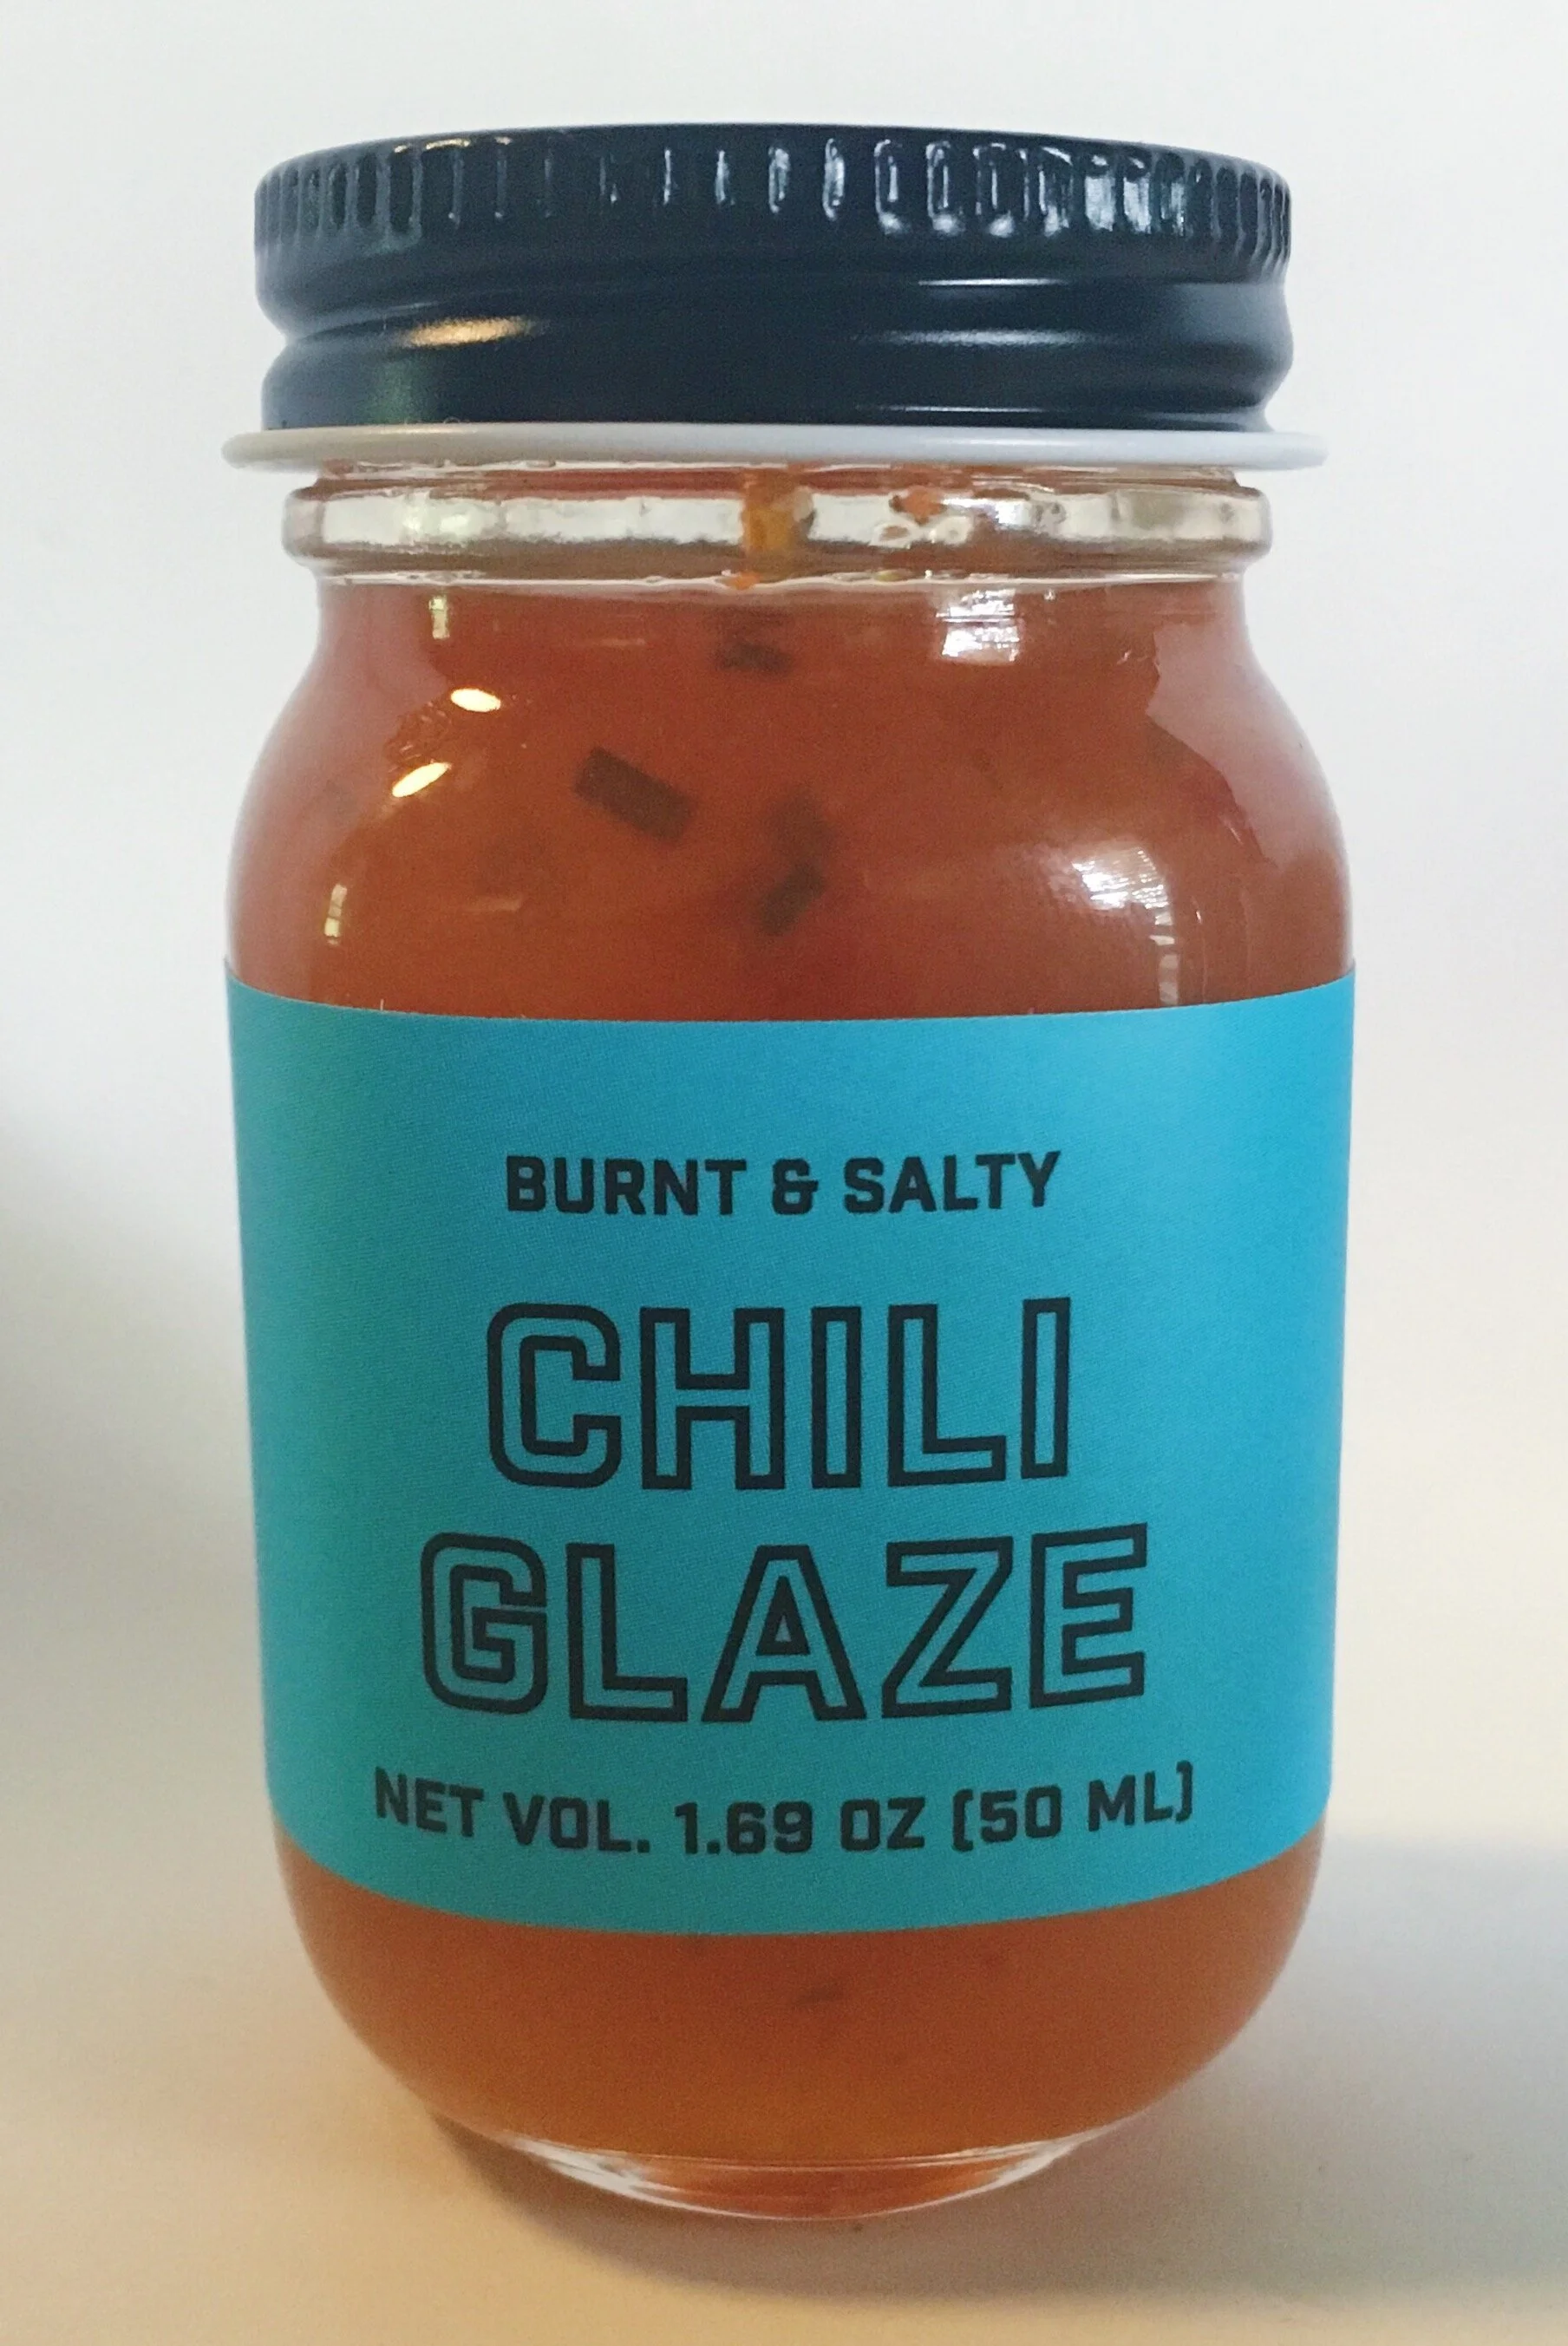 BURNT & SALTY
CHILI
GLAZE
NET VOL. 1.69 OZ (50 ML)